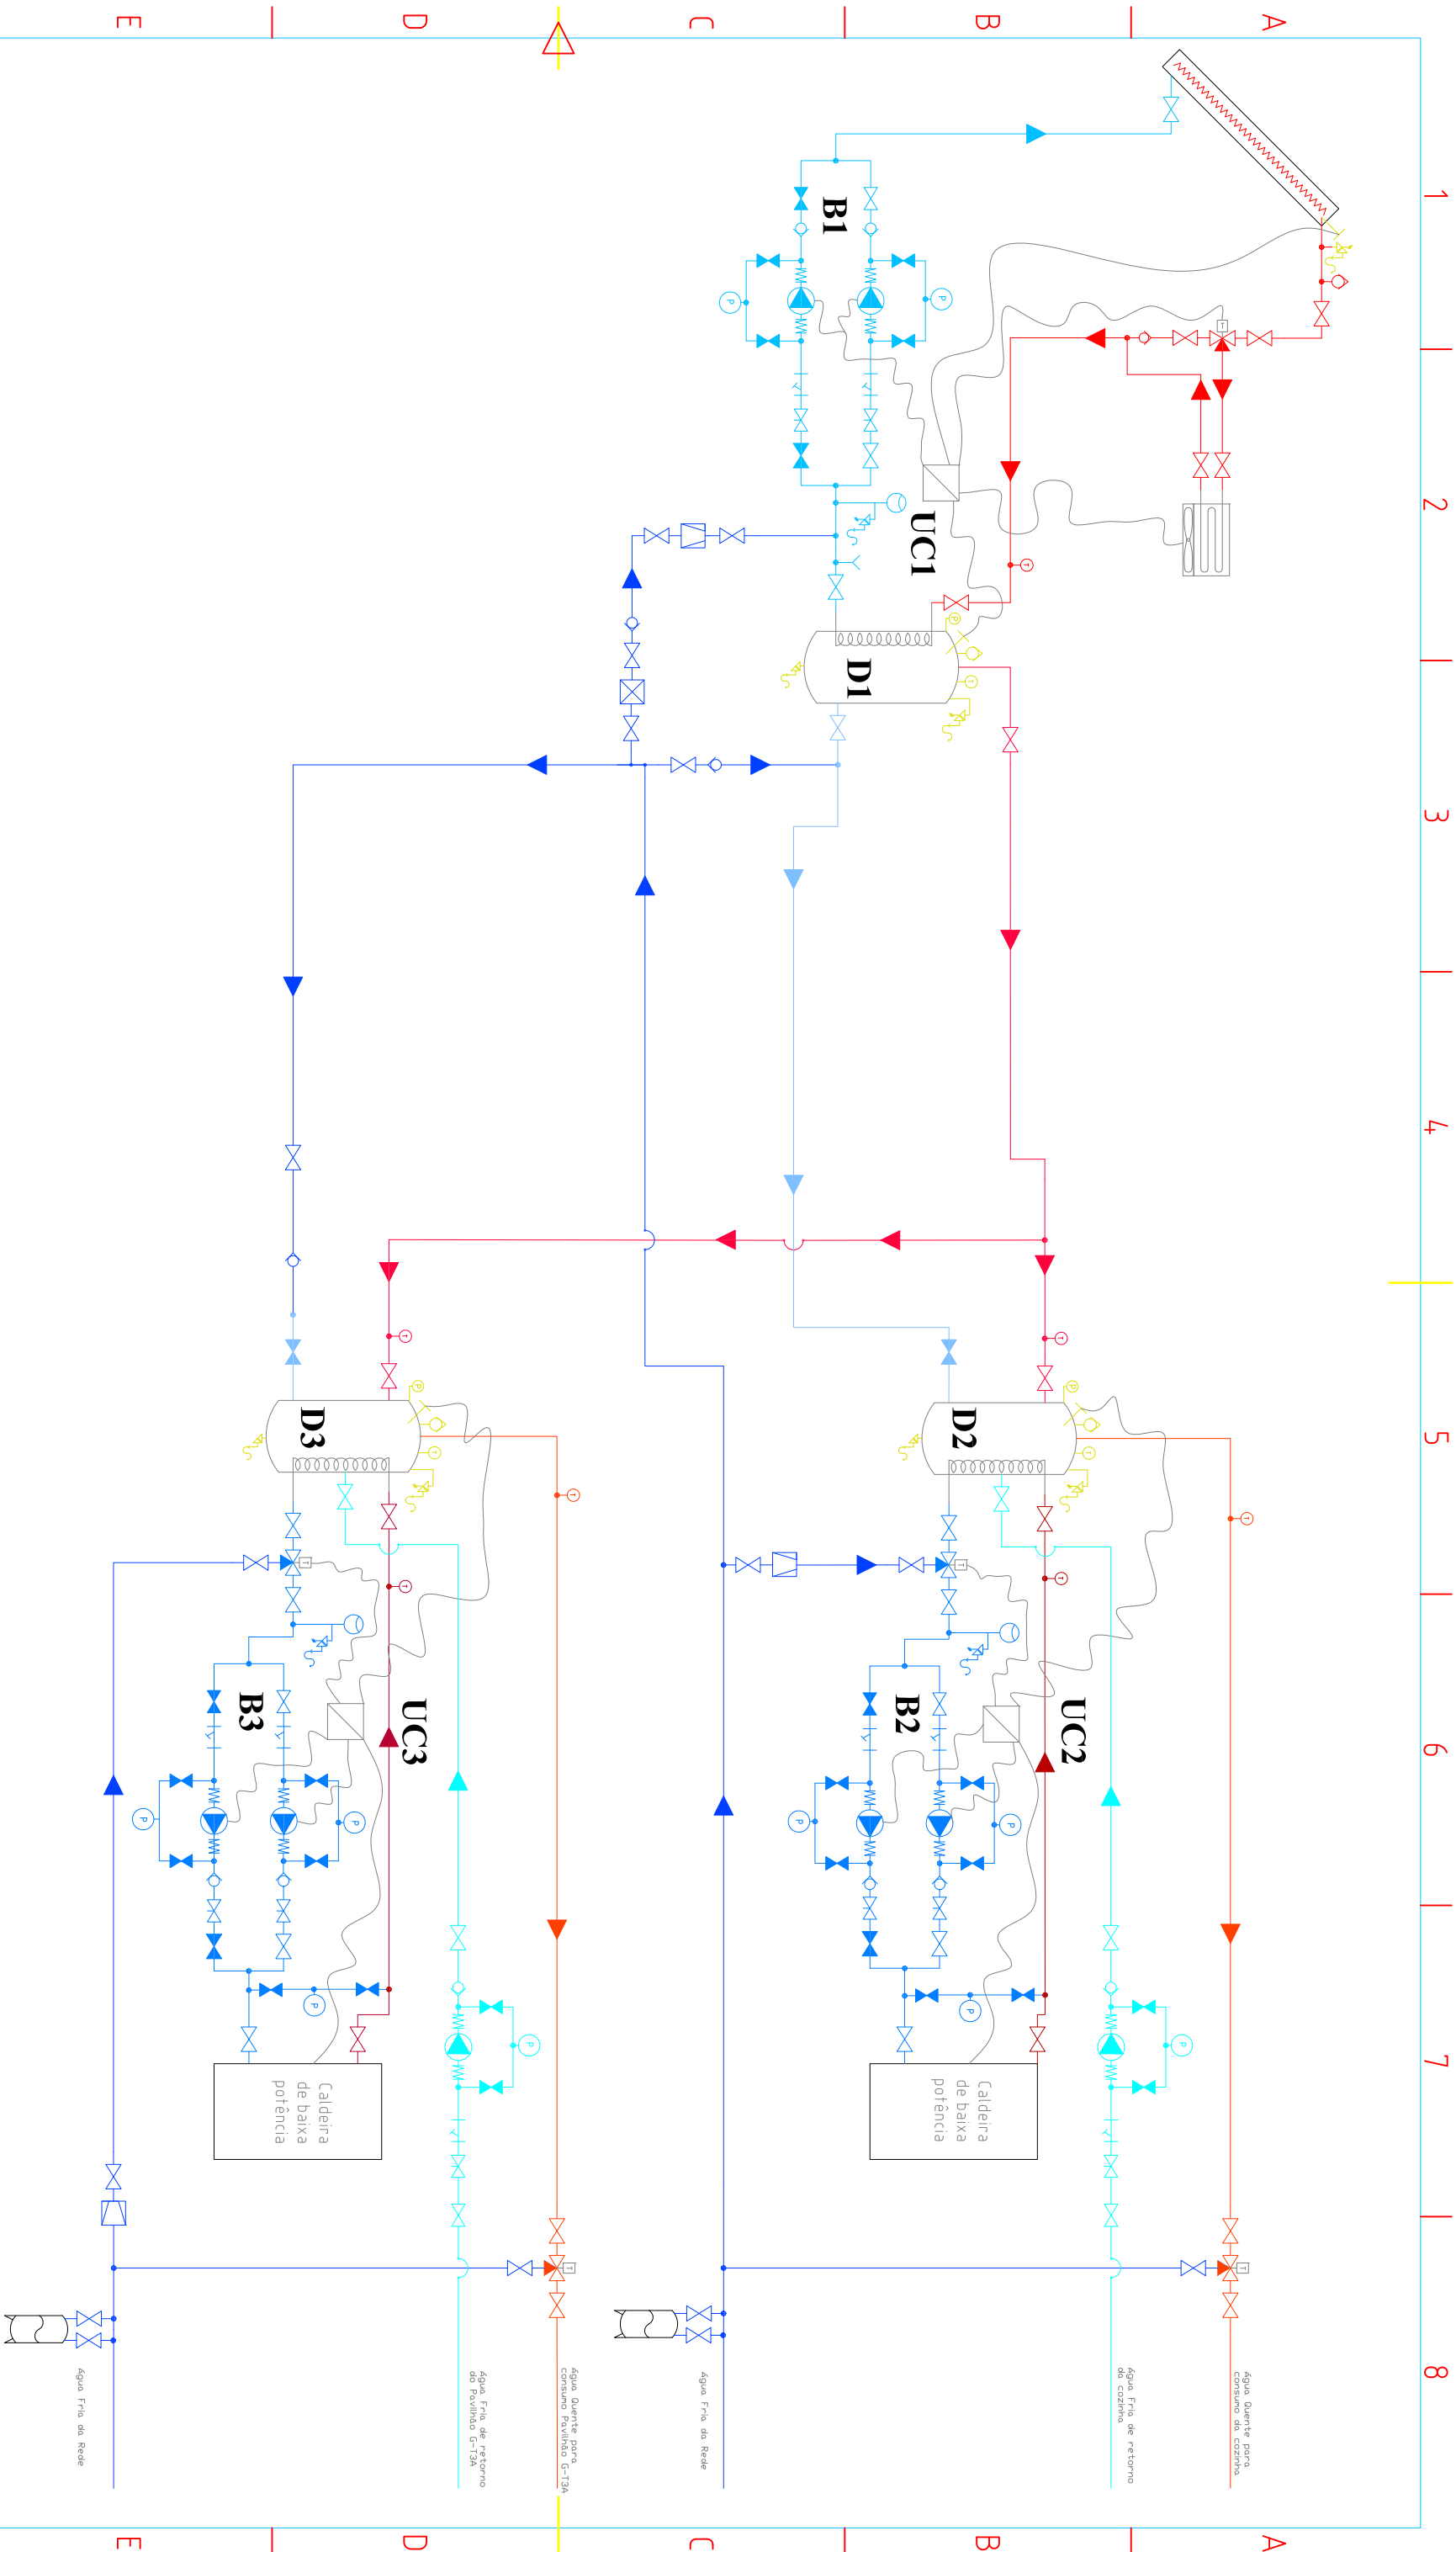 A
B
C
D
E
1
2
3
4
5
6
7
8
B1
UC1
D1
T
T
P
P
P
T
T
T
D2
P
T
T
T
T
UC2
B2
P
P
P
P
Caldeira
de baixa
potência
T
Água Quente para
consumo da cozinha
Água Fria de retorno
da cozinha
Água Fria da Rede
T
D3
P
T
T
T
T
UC3
B3
P
P
P
P
Caldeira
de baixa
potência
T
Água Quente para
consumo Pavilhão G-T3A
Água Fria de retorno
do Pavilhão G-T3A
Água Fria da Rede
A
B
C
D
E